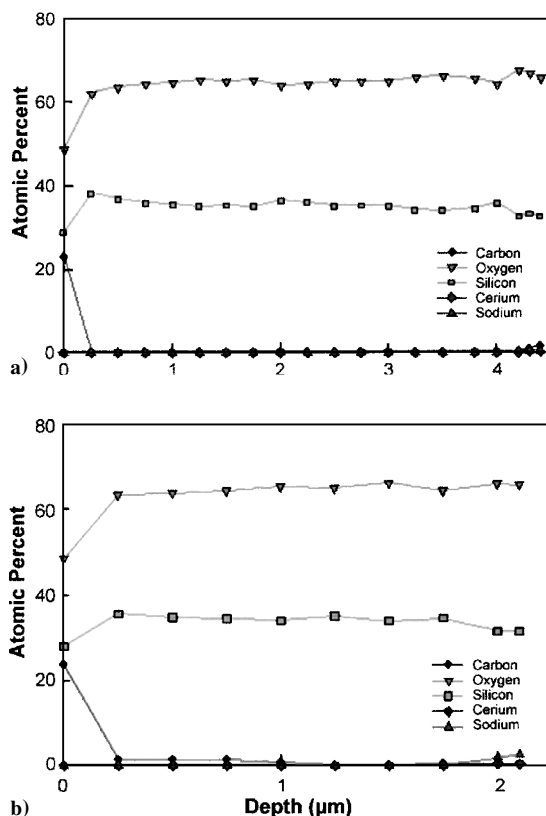 80
60
40
20
0
Atomic Percent
Carbon
Oxygen
Silicon
Cerium
Sodium
0 1 2 3 4
a)
80
60
40
20
0
Atomic Percent
Carbon
Oxygen
Silicon
Cerium
Sodium
0 1 2
b) Depth (µm)